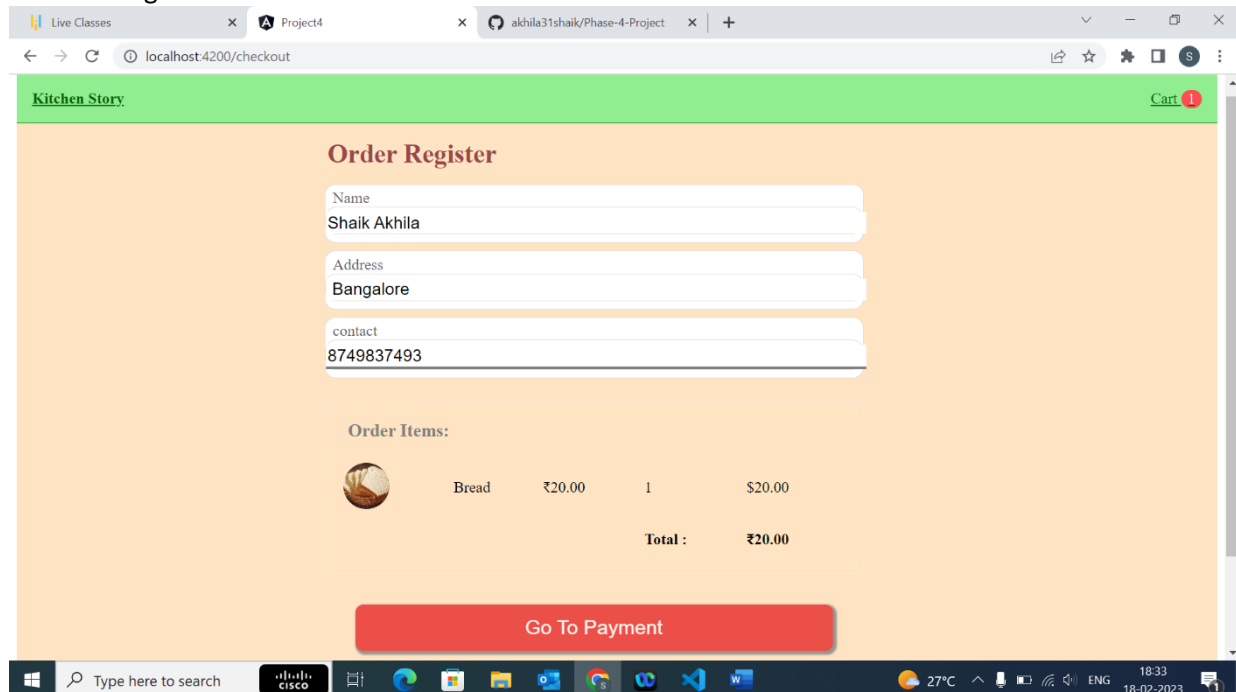 Live Classes Project4 akhila31shaik/Phase-4-Project
localhost:4200/checkout S
Kitchen Story Cart 1
Order Register
Name
Shaik Akhila
Address
Bangalore
contact
8749837493
Order Items:
Bread ₹20.00 1 $20.00
Total : ₹20.00
Go To Payment
Type here to search CISCO 27°C ENG 18:33
18-02-2023 1